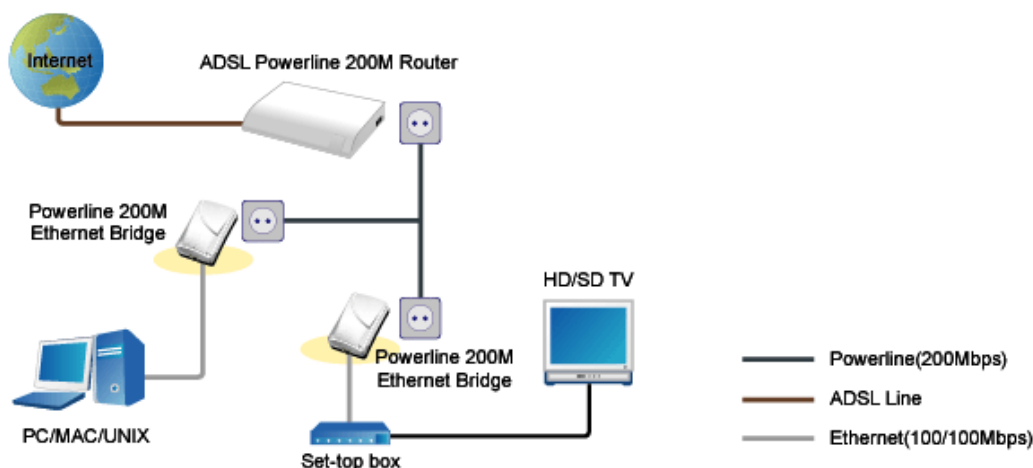 Internet
ADSL Powerline 200M Router
Powerline 200M
Ethernet Bridge
HD/SD TV
Powerline 200M
Ethernet Bridge
PC/MAC/UNIX
Set-top box
Powerline(200Mbps)
ADSL Line
Ethernet(100/100Mbps)